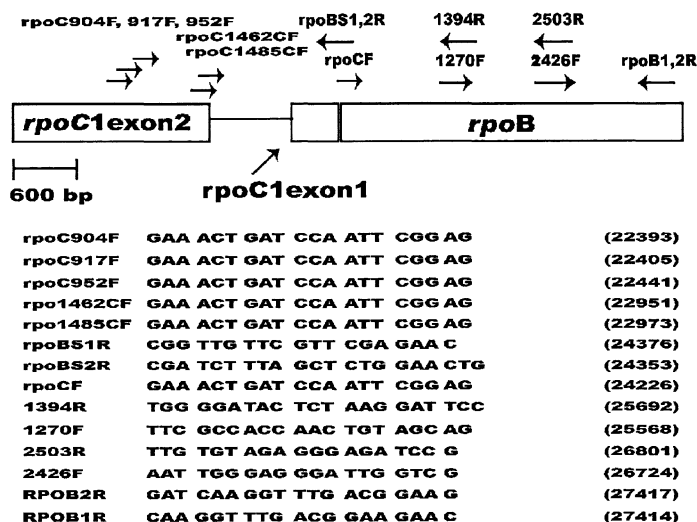 rpoC904F, 917F, 952F
rpoBS1,2R 1394R 2503R
rpoC1462CF
rpoC1485CF
rpoCF 1270F 2426F rpoB1,2R
rpoC1exon2 rpoB
600 bp
rpoC1exon1
rpoC904F GAA ACT GAT CCA ATT CGG AG (22393)
rpoC917F GAA ACT GAT CCA ATT CGG AG (22405)
rpoC952F GAA ACT GAT CCA ATT CGG AG (22441)
rpo1462CF GAA ACT GAT CCA ATT CGG AG (22951)
rpo1485CF GAA ACT GAT CCA ATT CGG AG (22973)
rpoBS1R CGG TTG TTC GTT CGA GAA C (24376)
rpoBS2R CGA TCT TTA GCT CTG GAA CTG (24353)
rpoCF GAA ACT GAT CCA ATT CGG AG (24226)
1394R TGG GGA TAC TCT AAG GAT TCC (25692)
1270F TTC GCC ACC AAC TGT AGC AG (25568)
2503R TTG TGT AGA GGG AGA TCC G (26801)
2426F AAT TGG GAG GGA TTG GTC G (26724)
RPOB2R GAT CAA GGT TTG ACG GAA G (27417)
RPOB1R CAA GGT TTG ACG GAA GAA C (27414)